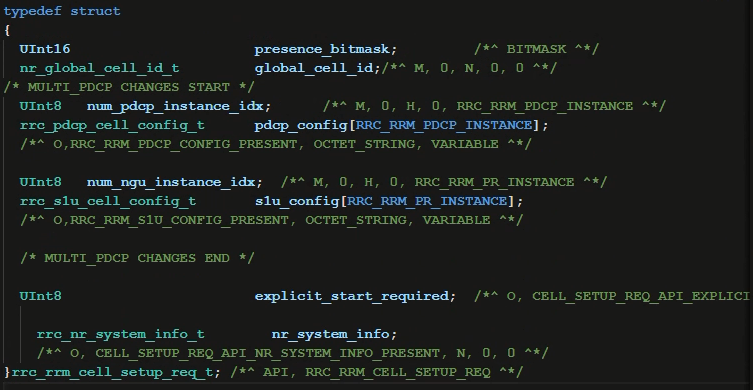 typedef struct
{
UInt16 presence_bitmask; /*^ BITMASK ^*/
nr_global_cell_id_t global_cell_id;/*^ M, 0, N, 0, 0 ^*/
/* MULTI_PDCP CHANGES START */
UInt8 num_pdcp_instance_idx; /*^ M, 0, H, 0, RRC_RRM_PDCP_INSTANCE ^*/
rrc_pdcp_cell_config_t pdcp_config[RRC_RRM_PDCP_INSTANCE];
/*^ O,RRC_RRM_PDCP_CONFIG_PRESENT, OCTET_STRING, VARIABLE ^*/
UInt8 num_ngu_instance_idx; /*^ M, 0, H, 0, RRC_RRM_PR_INSTANCE ^*/
rrc_s1u_cell_config_t s1u_config[RRC_RRM_PR_INSTANCE];
/*^ O,RRC_RRM_S1U_CONFIG_PRESENT, OCTET_STRING, VARIABLE ^*/
/* MULTI_PDCP CHANGES END */
UInt8 explicit_start_required; /*^ O, CELL_SETUP_REQ_API_EXPLICI
rrc_nr_system_info_t nr_system_info;
/*^ O, CELL_SETUP_REQ_API_NR_SYSTEM_INFO_PRESENT, N, 0, 0 ^*/
}rrc_rrm_cell_setup_req_t; /*^ API, RRC_RRM_CELL_SETUP_REQ ^*/